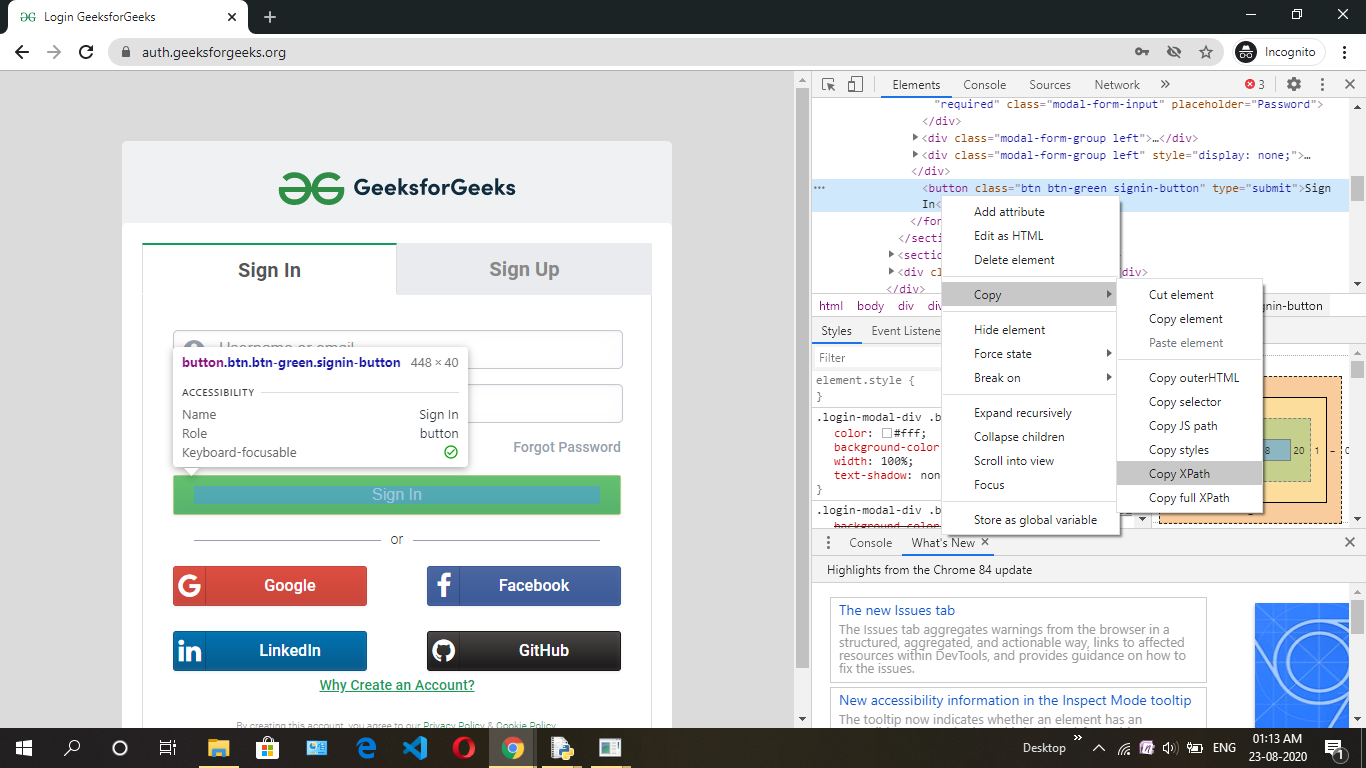 Login GeeksforGeeks
auth.geeksforgeeks.org
Incognito
GeeksforGeeks
Sign In
Sign Up
Username or email
button.btn.btn-green.signin-button 448 × 40
ACCESSIBILITY
Name Sign In
Role button
Keyboard-focusable
Forgot Password
Sign In
or
Google
Facebook
LinkedIn
GitHub
Why Create an Account?
By creating this account, you agree to our Privacy Policy & Cookie Policy.
Elements Console Sources Network » 3
"required" class="modal-form-input" placeholder="Password">
</div>
<div class="modal-form-group left">…</div>
<div class="modal-form-group left" style="display: none;">…
</div>
<button class="btn btn-green signin-button" type="submit">Sign
In<
</for
</secti
<section
<div cl
div>
</div>
html body div div
nin-button
Add attribute
Edit as HTML
Delete element
Copy
Hide element
Force state
Break on
Expand recursively
Collapse children
Scroll into view
Focus
Store as global variable
Cut element
Copy element
Paste element
Copy outerHTML
Copy selector
Copy JS path
Copy styles
Copy XPath
Copy full XPath
Styles Event Listene
Filter
element.style {
}
.login-modal-div .b
color: #fff;
background-color
width: 100%;
text-shadow: non
}
.login-modal-div .bt
background-color
8 20 1 –
Console What's New
Highlights from the Chrome 84 update
The new Issues tab
The Issues tab aggregates warnings from the browser in a
structured, aggregated, and actionable way, links to affected
resources within DevTools, and provides guidance on how to
fix the issues.
New accessibility information in the Inspect Mode tooltip
The tooltip now indicates whether an element has an
Desktop » ENG 01:13 AM
23-08-2020
1